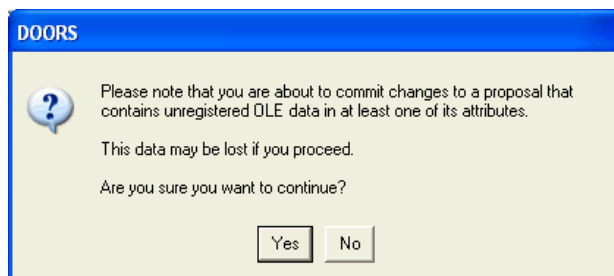 DOORS
Please note that you are about to commit changes to a proposal that
contains unregistered OLE data in at least one of its attributes.
This data may be lost if you proceed.
Are you sure you want to continue?
Yes
No